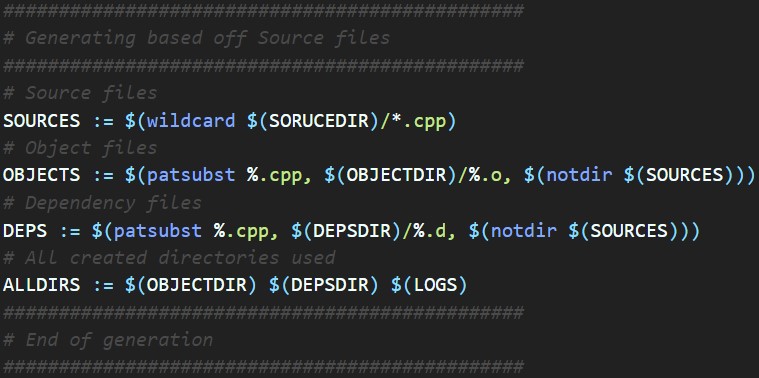 ###############################################
# Generating based off Source files
###############################################
# Source files
SOURCES := $(wildcard $(SORUCEDIR)/*.cpp)
# Object files
OBJECTS := $(patsubst %.cpp, $(OBJECTDIR)/%.o, $(notdir $(SOURCES)))
# Dependency files
DEPS := $(patsubst %.cpp, $(DEPSDIR)/%.d, $(notdir $(SOURCES)))
# All created directories used
ALLDIRS := $(OBJECTDIR) $(DEPSDIR) $(LOGS)
###############################################
# End of generation
###############################################